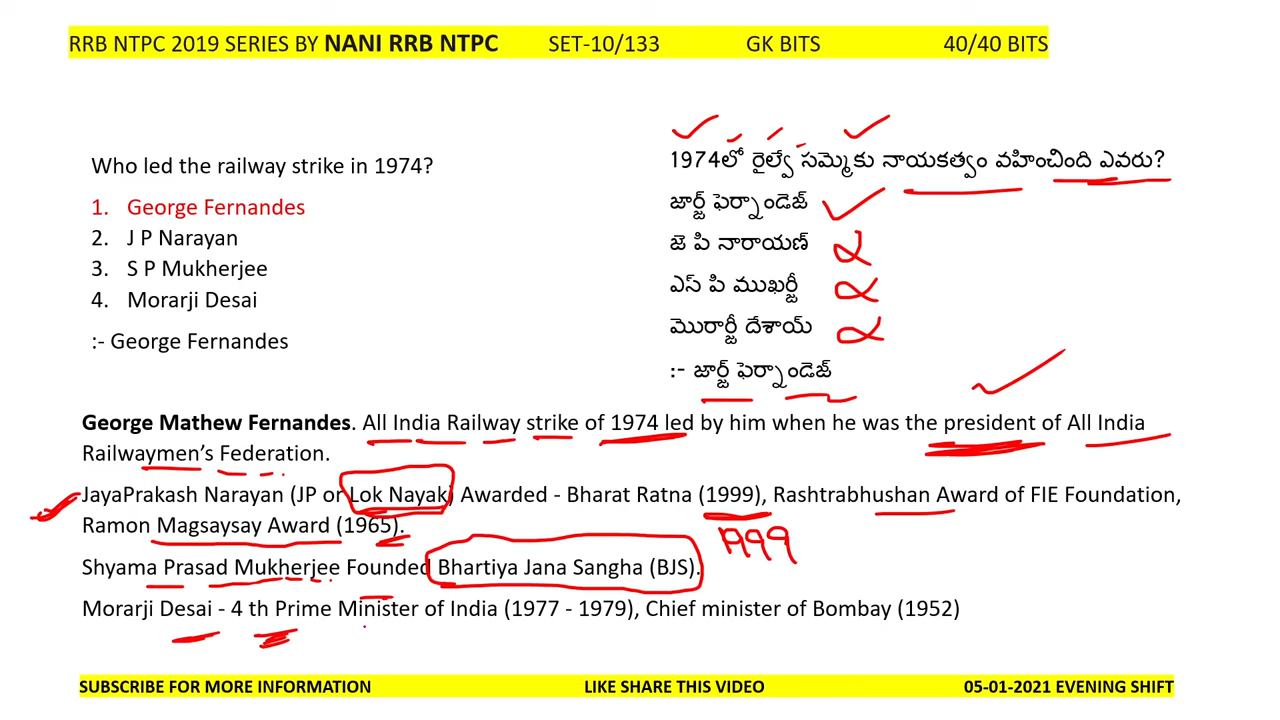 RRB NTPC 2019 SERIES BY NANI RRB NTPC SET-10/133 GK BITS 40/40 BITS
Who led the railway strike in 1974?
1. George Fernandes
2. J P Narayan
3. S P Mukherjee
4. Morarji Desai
:- George Fernandes
1974లో రైల్వే సమ్మెకు నాయకత్వం వహించింది ఎవరు?
జార్జ్ ఫెర్నాండెజ్
జె పి నారాయణ్
ఎస్ పి ముఖర్జీ
మొరార్జీ దేశాయ్
:- జార్జ్ ఫెర్నాండెజ్
George Mathew Fernandes. All India Railway strike of 1974 led by him when he was the president of All India
Railwaymen’s Federation.
JayaPrakash Narayan (JP or Lok Nayak) Awarded - Bharat Ratna (1999), Rashtrabhushan Award of FIE Foundation,
Ramon Magsaysay Award (1965).
1999
Shyama Prasad Mukherjee Founded Bhartiya Jana Sangha (BJS).
Morarji Desai - 4 th Prime Minister of India (1977 - 1979), Chief minister of Bombay (1952)
SUBSCRIBE FOR MORE INFORMATION LIKE SHARE THIS VIDEO 05-01-2021 EVENING SHIFT